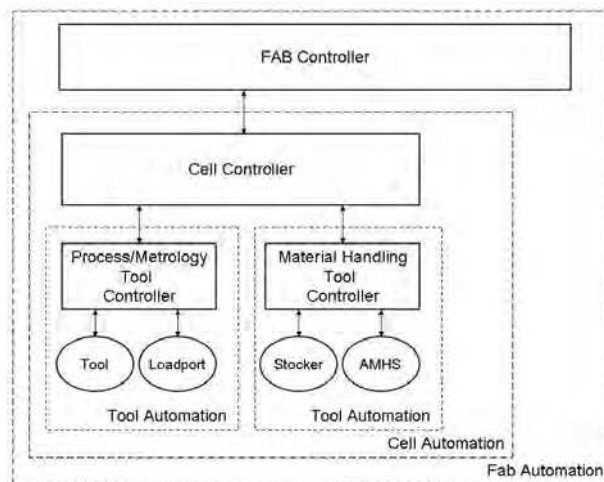 FAB Controller
Cell Controller
Process/Metrology
Tool
Controller
Material Handling
Tool
Controller
Tool
Loadport
Stocker
AMHS
Tool Automation
Tool Automation
Cell Automation
Fab Automation